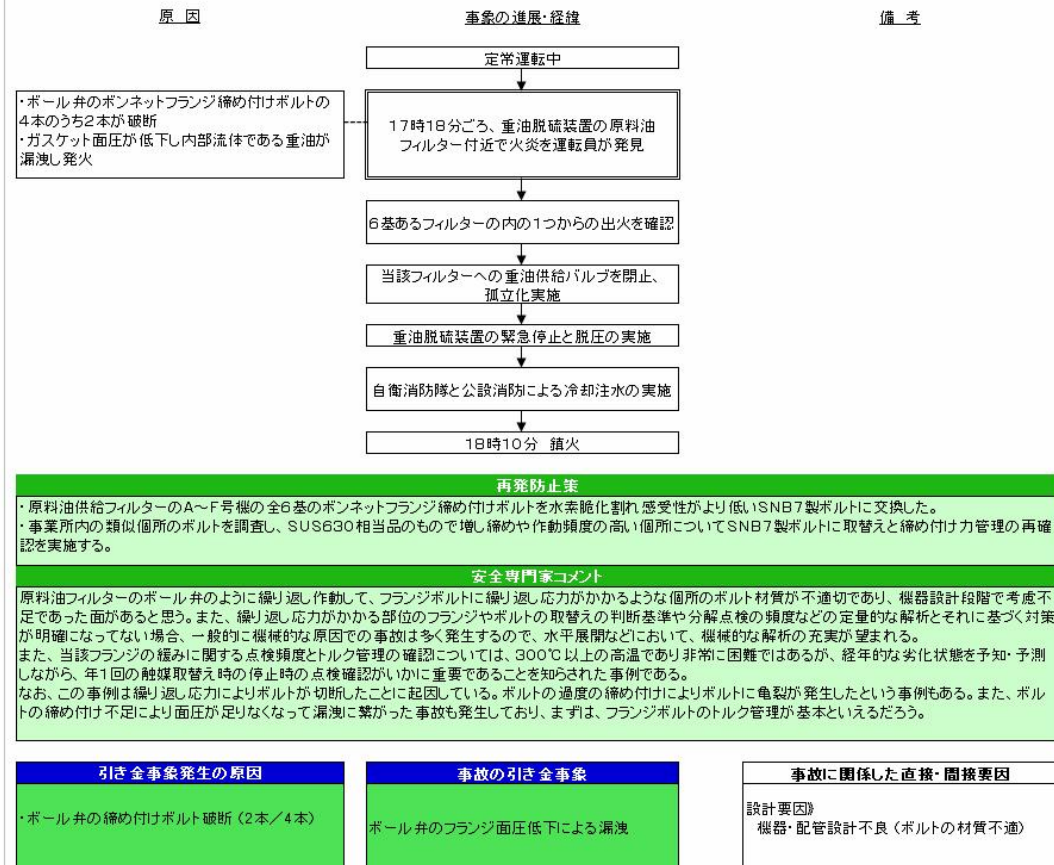 原　因
事象の進展・経緯
備　考
定常運転中
・ボール弁のボンネットフランジ締め付けボルトの
4本のうち2本が破断
・ガスケット面圧が低下し内部流体である重油が
漏洩し発火
17時18分ごろ、重油脱硫装置の原料油
フィルター付近で火炎を運転員が発見
6基あるフィルターの内の1つからの出火を確認
当該フィルターへの重油供給バルブを閉止、
孤立化実施
重油脱硫装置の緊急停止と脱圧の実施
自衛消防隊と公設消防による冷却注水の実施
18時10分　鎮火
再発防止策
・原料油供給フィルターのA～F号機の全6基のボンネットフランジ締め付けボルトを水素脆化割れ感受性がより低いSNB7製ボルトに交換した。
・事業所内の類似個所のボルトを調査し、SUS630相当品のもので増し締めや作動頻度の高い個所についてSNB7製ボルトに取替えと締め付け力管理の再確
認を実施する。
安全専門家コメント
原料油フィルターのボール弁のように繰り返し作動して、フランジボルトに繰り返し応力がかかるような個所のボルト材質が不適切であり、機器設計段階で考慮不
足であった面があると思う。また、繰り返し応力がかかる部位のフランジやボルトの取替えの判断基準や分解点検の頻度などの定量的な解析とそれに基づく対策
が明確になってない場合、一般的に機械的な原因での事故は多く発生するので、水平展開などにおいて、機械的な解析の充実が望まれる。
また、当該フランジの緩みに関する点検頻度とトルク管理の確認については、300℃以上の高温であり非常に困難ではあるが、経年的な劣化状態を予知・予測
しながら、年1回の触媒取替え時の停止時の点検確認がいかに重要であることを知らされた事例である。
なお、この事例は繰り返し応力によりボルトが切断したことに起因している。ボルトの過度の締め付けによりボルトに亀裂が発生したという事例もある。また、ボル
トの締め付け不足により面圧が足りなくなって漏洩に繋がった事故も発生しており、まずは、フランジボルトのトルク管理が基本といえるだろう。
引き金事象発生の原因
事故の引き金事象
事故に関係した直接・間接要因
・ボール弁の締め付けボルト破断（2本／4本）
ボール弁のフランジ面圧低下による漏洩
設計要因》
機器・配管設計不良（ボルトの材質不適）